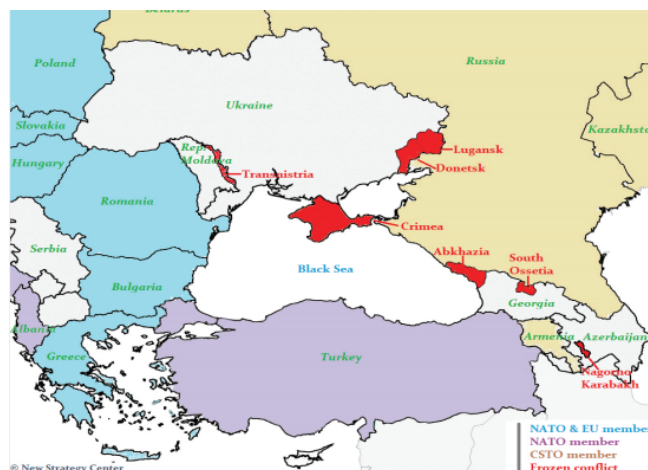 Belarus
Poland
Russia
Ukraine
Slovakia
Kazakhsta
Lugansk
Hungary
Rep.
Moldova
Donetsk
Transnistria
Romania
Crimea
Serbia
Abkhazia
South
Ossetia
Black Sea
Bulgaria
Georgia
Albania
Armenia
Azerbaijan
Greece
Turkey
Nagorno
Karabakh
NATO & EU membe
NATO member
CSTO member
Frozen conflict
© New Strategy Center